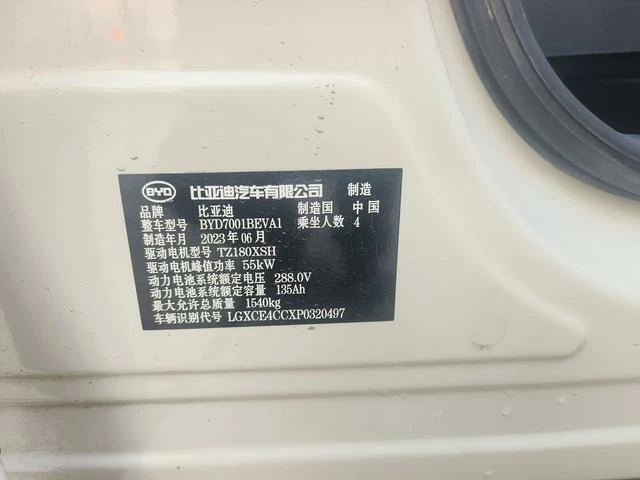 BYD 比亚迪汽车有限公司 制造
品牌 比亚迪 制造国 中国
整车型号 BYD7001BEVA1 乘坐人数 4
制造年月 2023年06月
驱动电机型号 TZ180XSH
驱动电机峰值功率 55kW
动力电池系统额定电压 288.0V
动力电池系统额定容量 135Ah
最大允许总质量 1540kg
车辆识别代号 LGXCE4CCXP0320497